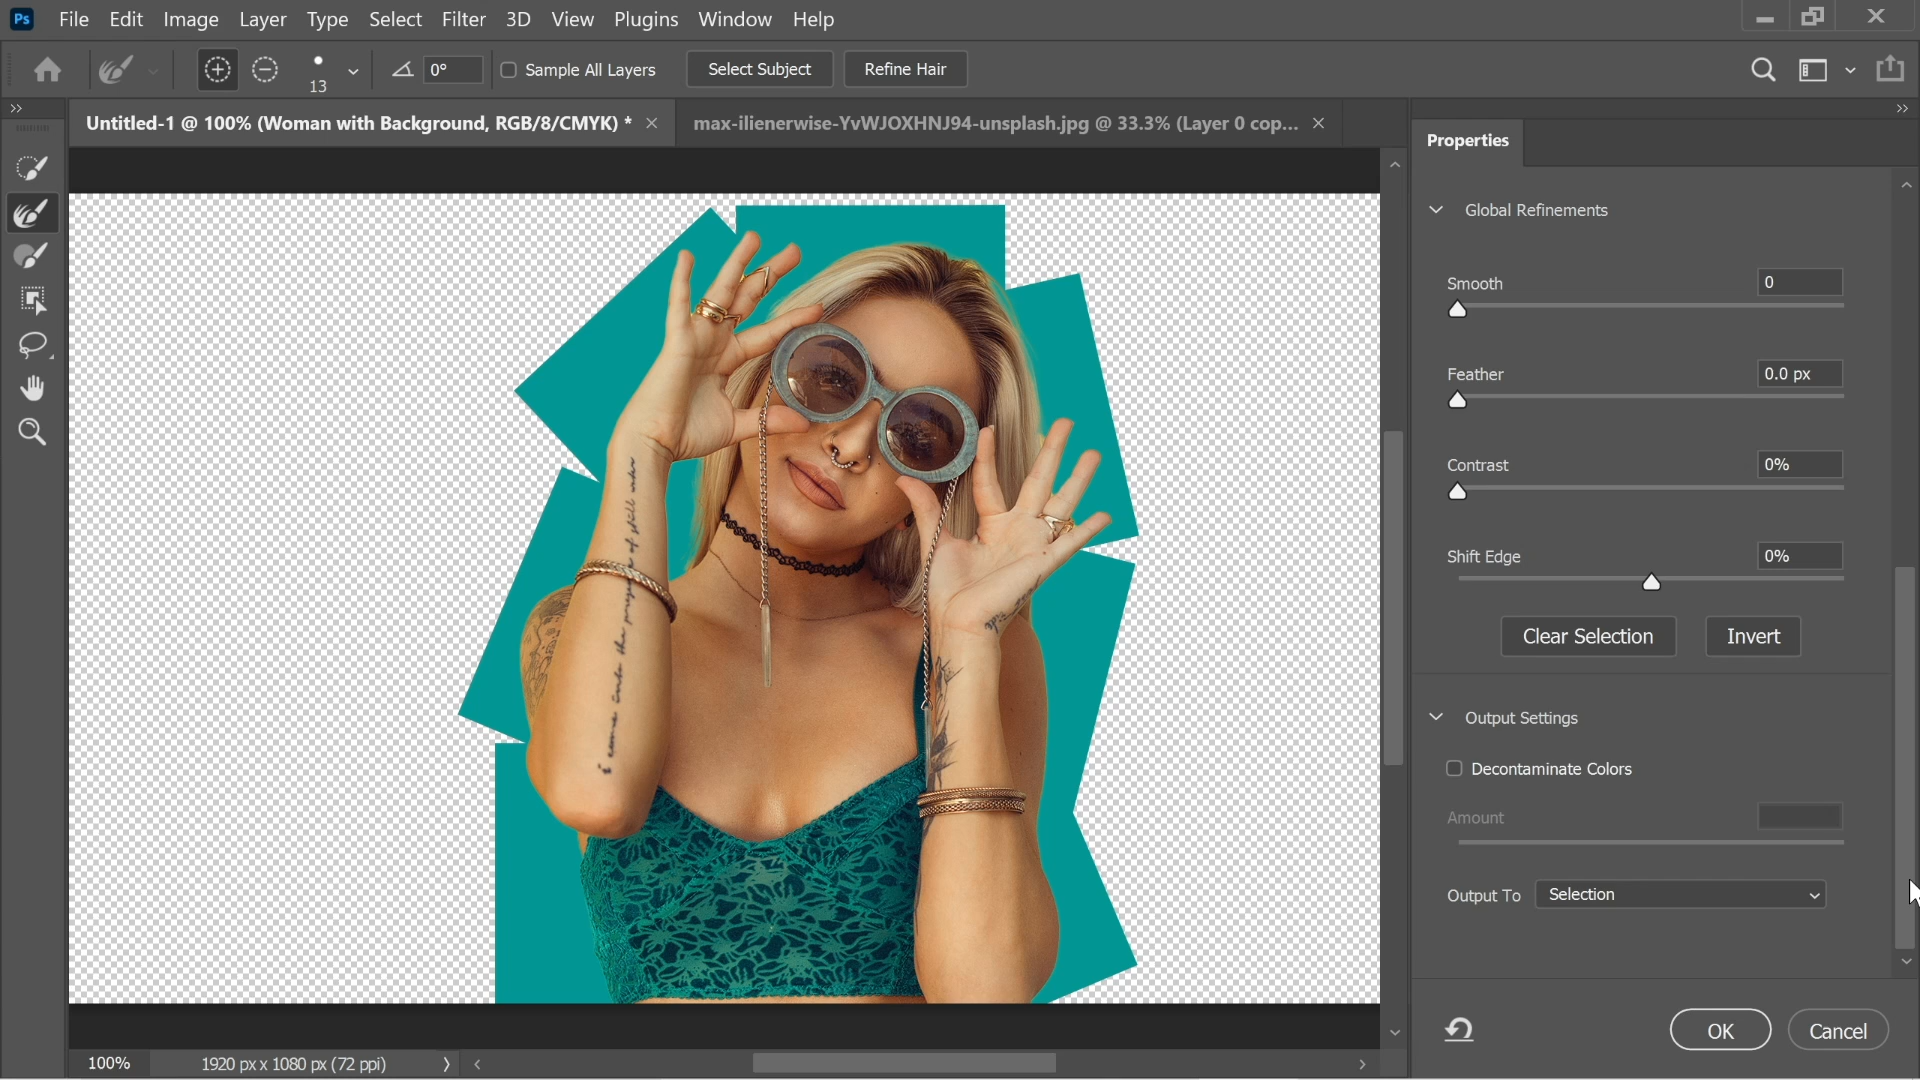 Ps File Edit Image Layer Type Select Filter 3D View Plugins Window Help
13 0° Sample All Layers Select Subject Refine Hair
Untitled-1 @ 100% (Woman with Background, RGB/8/CMYK) * max-ilienerwise-YvWJOXHNJ94-unsplash.jpg @ 33.3% (Layer 0 cop...
Properties
Global Refinements
Smooth 0
Feather 0.0 px
Contrast 0%
Shift Edge 0%
Clear Selection Invert
Output Settings
Decontaminate Colors
Amount
Output To Selection
OK Cancel
100% 1920 px x 1080 px (72 ppi)